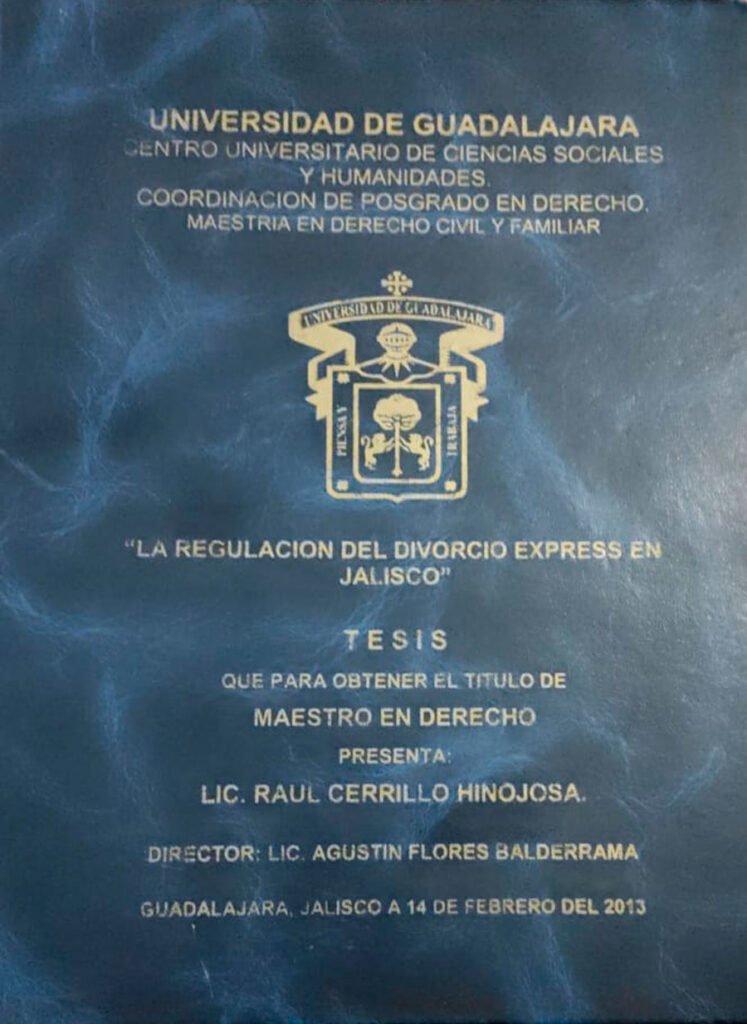 UNIVERSIDAD DE GUADALAJARA
CENTRO UNIVERSITARIO DE CIENCIAS SOCIALES
Y HUMANIDADES.
COORDINACION DE POSGRADO EN DERECHO.
MAESTRIA EN DERECHO CIVIL Y FAMILIAR
UNIVERSIDAD DE GUADALAJARA
PIENSA Y
TRABAJA
“LA REGULACION DEL DIVORCIO EXPRESS EN
JALISCO”
TESIS
QUE PARA OBTENER EL TITULO DE
MAESTRO EN DERECHO
PRESENTA:
LIC. RAUL CERRILLO HINOJOSA.
DIRECTOR: LIC. AGUSTIN FLORES BALDERRAMA
GUADALAJARA, JALISCO A 14 DE FEBRERO DEL 2013